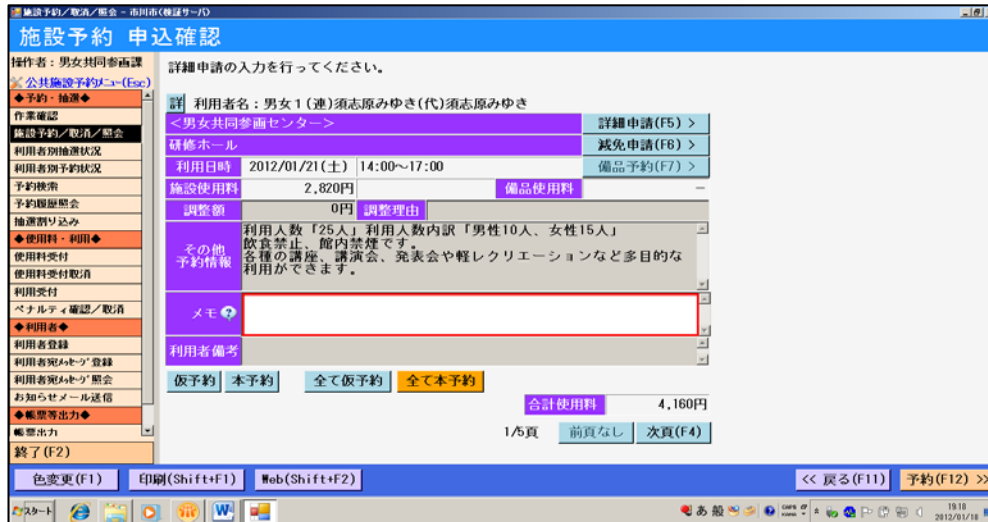 施設予約/取消/照会 - 市川市(検証サーバ)
施設予約 申込確認
操作者：男女共同参画課
公共施設予約ﾒﾆｭｰ(Esc)
◆予約・抽選◆
作業確認
施設予約／取消／照会
利用者別抽選状況
利用者別予約状況
予約検索
予約履歴照会
抽選割り込み
◆使用料・利用◆
使用料受付
使用料受付取消
利用受付
ペナルティ確認／取消
◆利用者◆
利用者登録
利用者宛ﾒｯｾｰｼﾞ登録
利用者宛ﾒｯｾｰｼﾞ照会
お知らせメール送信
◆帳票等出力◆
帳票出力
終了(F2)
詳細申請の入力を行ってください。
詳 利用者名：男女１(連)須志原みゆき(代)須志原みゆき
＜男女共同参画センター＞ 詳細申請(F5) >
研修ホール 減免申請(F6) >
利用日時 2012/01/21(土) 14:00～17:00 備品予約(F7) >
施設使用料 2,820円 備品使用料 －
調整額 0円 調整理由
その他
予約情報
利用人数「25人」利用人数内訳「男性10人、女性15人」
飲食禁止、館内禁煙です。
各種の講座、講演会、発表会や軽レクリエーションなど多目的な
利用ができます。
メモ ?
利用者備考
仮予約 本予約 全て仮予約 全て本予約
合計使用料 4,160円
1/5頁 前頁なし 次頁(F4)
色変更(F1) 印刷(Shift+F1) Web(Shift+F2) << 戻る(F11) 予約(F12) >>
ｽﾀｰﾄ あ 般 CAPS KANA 19:18
2012/01/18